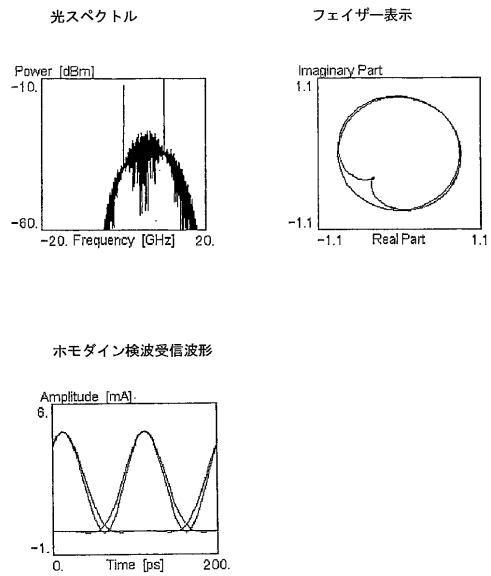 光スペクトル
フェイザー表示
Power [dBm]
-10.
-60.
-20. Frequency [GHz] 20.
Imaginary Part
1.1
-1.1
-1.1 Real Part 1.1
ホモダイン検波受信波形
Amplitude [mA]
6.
-1.
0. Time [ps] 200.